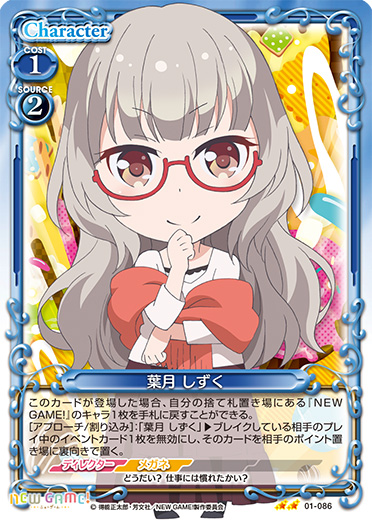 Character
COST
1
SOURCE
2
葉月 しずく
このカードが登場した場合、自分の捨て札置き場にある『NEW
GAME!』のキャラ1枚を手札に戻すことができる。
[アプローチ/割り込み]:「葉月 しずく」▶ブレイクしている相手のプレ
イ中のイベントカード1枚を無効にし、そのカードを相手のポイント置
き場に裏向きで置く。
ディレクター メガネ
どうだい? 仕事には慣れたかい?
NEW GAME!
01-086
© 得能正太郎・芳文社/NEW GAME!製作委員会